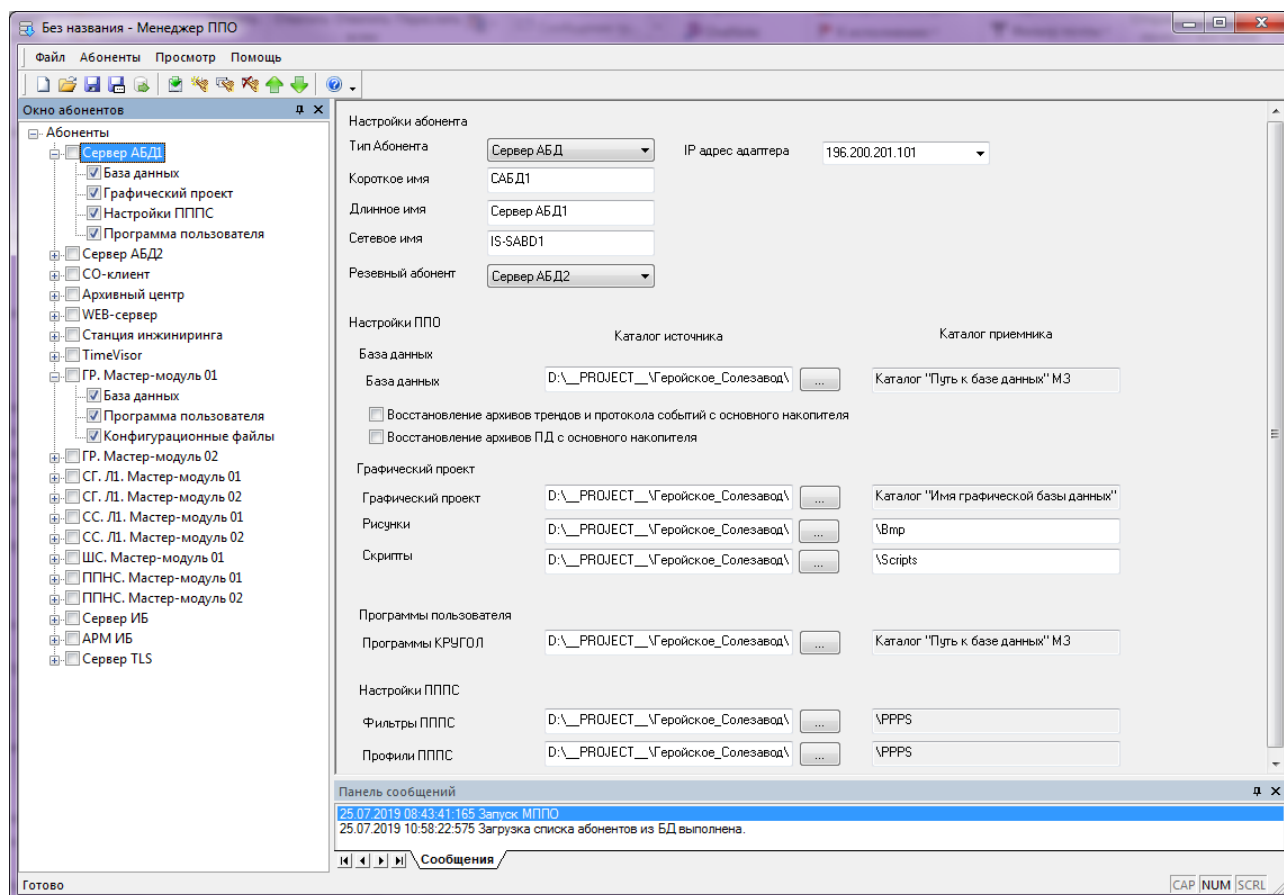 Без названия - Менеджер ППО
Файл Абоненты Просмотр Помощь
Окно абонентов
Абоненты
Сервер АБД1
База данных
Графический проект
Настройки ПППС
Программа пользователя
Сервер АБД2
СО-клиент
Архивный центр
WEB-сервер
Станция инжиниринга
TimeVisor
ГР. Мастер-модуль 01
База данных
Программа пользователя
Конфигурационные файлы
ГР. Мастер-модуль 02
СГ. Л1. Мастер-модуль 01
СГ. Л1. Мастер-модуль 02
СС. Л1. Мастер-модуль 01
СС. Л1. Мастер-модуль 02
ШС. Мастер-модуль 01
ППНС. Мастер-модуль 01
ППНС. Мастер-модуль 02
Сервер ИБ
АРМ ИБ
Сервер TLS
Настройки абонента
Тип Абонента Сервер АБД IP адрес адаптера 196.200.201.101
Короткое имя САБД1
Длинное имя Сервер АБД1
Сетевое имя IS-SABD1
Резевный абонент Сервер АБД2
Настройки ППО
Каталог источника Каталог приемника
База данных
База данных D:\__PROJECT__\Геройское_Солезавод\ ... Каталог "Путь к базе данных" МЗ
Восстановление архивов трендов и протокола событий с основного накопителя
Восстановление архивов ПД с основного накопителя
Графический проект
Графический проект D:\__PROJECT__\Геройское_Солезавод\ ... Каталог "Имя графической базы данных"
Рисунки D:\__PROJECT__\Геройское_Солезавод\ ... \Bmp
Скрипты D:\__PROJECT__\Геройское_Солезавод\ ... \Scripts
Программы пользователя
Программы КРУГОЛ D:\__PROJECT__\Геройское_Солезавод\ ... Каталог "Путь к базе данных" МЗ
Настройки ПППС
Фильтры ПППС D:\__PROJECT__\Геройское_Солезавод\ ... \PPPS
Профили ПППС D:\__PROJECT__\Геройское_Солезавод\ ... \PPPS
Панель сообщений
25.07.2019 08:43:41:165 Запуск МППО
25.07.2019 10:58:22:575 Загрузка списка абонентов из БД выполнена.
Сообщения
Готово
CAP NUM SCRL